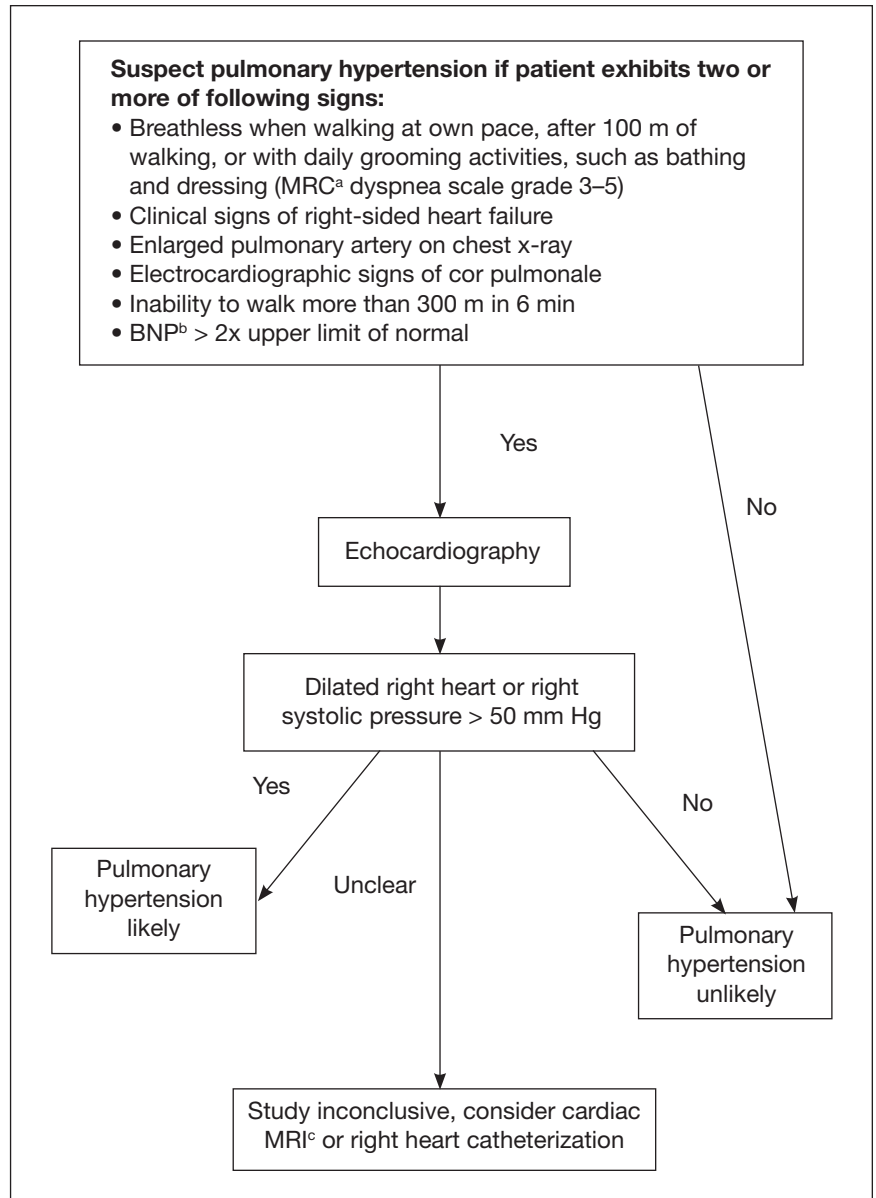 Suspect pulmonary hypertension if patient exhibits two or
more of following signs:
• Breathless when walking at own pace, after 100 m of
walking, or with daily grooming activities, such as bathing
and dressing (MRCᵃ dyspnea scale grade 3–5)
• Clinical signs of right-sided heart failure
• Enlarged pulmonary artery on chest x-ray
• Electrocardiographic signs of cor pulmonale
• Inability to walk more than 300 m in 6 min
• BNPᵇ > 2x upper limit of normal
Yes
No
Echocardiography
Dilated right heart or right
systolic pressure > 50 mm Hg
Yes
Unclear
No
Pulmonary
hypertension
likely
Pulmonary
hypertension
unlikely
Study inconclusive, consider cardiac
MRIᶜ or right heart catheterization